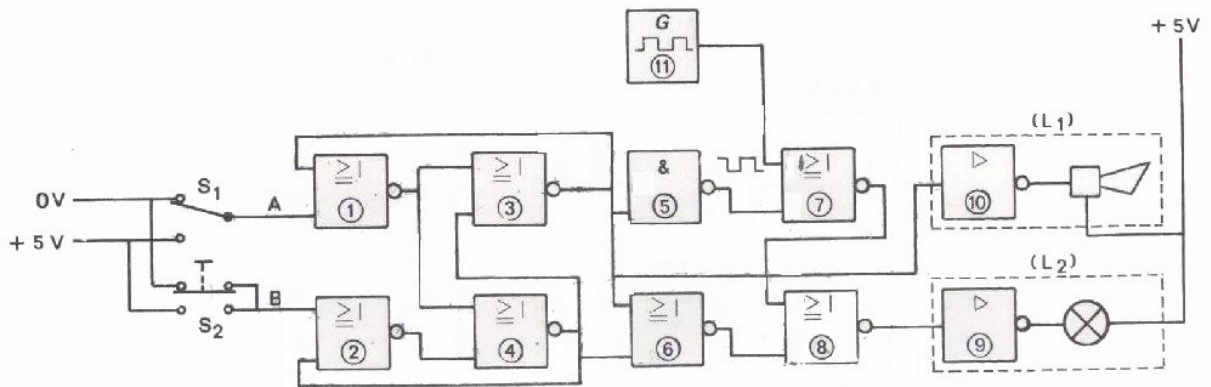 G
⑪
+ 5V
(L₁)
≥1
①
≥1
③
&
⑤
≥1
⑦
▷
⑩
0V
S₁
A
+ 5V
(L₂)
B
S₂
≥1
②
≥1
④
≥1
⑥
≥1
⑧
▷
⑨